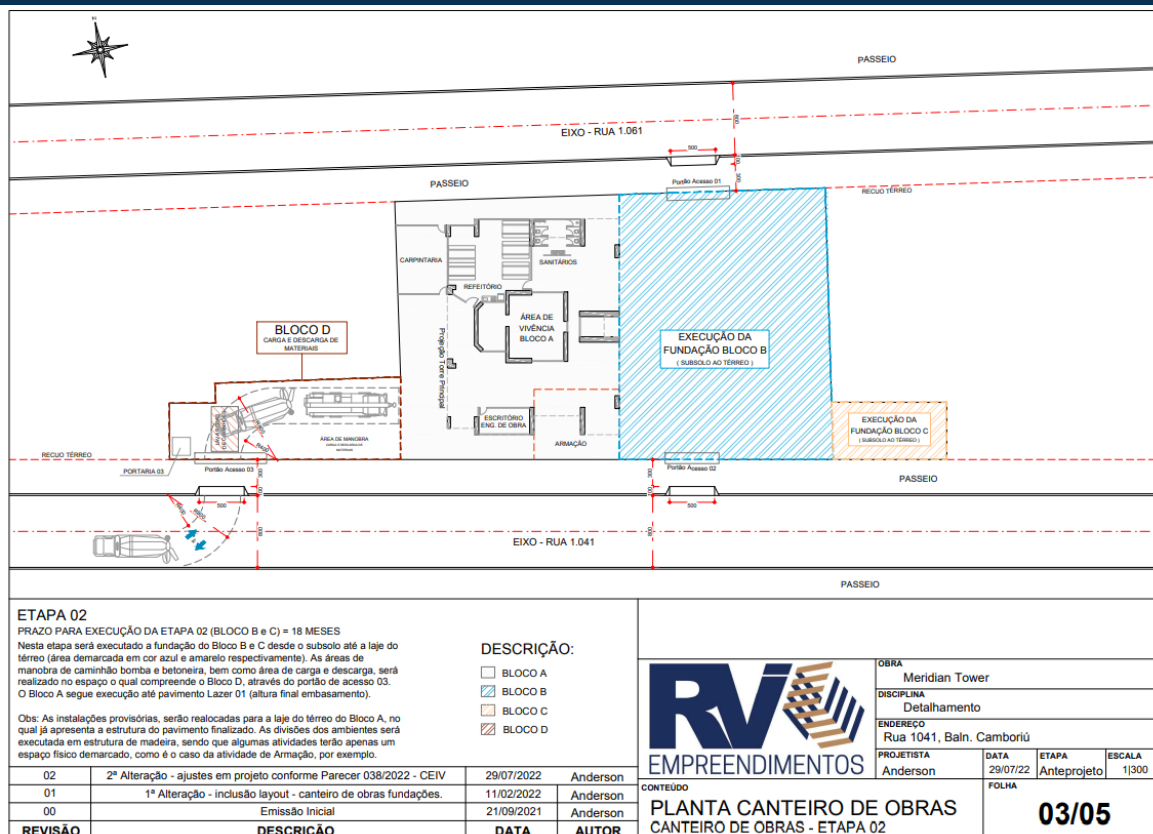 PASSEIO
EIXO - RUA 1.061
500
800
300
PASSEIO
Portão Acesso 01
RECUO TÉRREO
CARPINTARIA
SANITÁRIOS
REFEITÓRIO
ÁREA DE
VIVÊNCIA
BLOCO A
Projeção Torre Principal
BLOCO D
CARGA E DESCARGA DE
MATERIAIS
EXECUÇÃO DA
FUNDAÇÃO BLOCO B
( SUBSOLO AO TÉRREO )
ESCRITÓRIO
ENG. DE OBRA
ARMAÇÃO
EXECUÇÃO DA
FUNDAÇÃO BLOCO C
( SUBSOLO AO TÉRREO )
ÁREA DE MANOBRA
RECUO TÉRREO
PORTARIA 03
Portão Acesso 03
Portão Acesso 02
PASSEIO
300
300
500
500
800
800
EIXO - RUA 1.041
PASSEIO
ETAPA 02
PRAZO PARA EXECUÇÃO DA ETAPA 02 (BLOCO B e C) = 18 MESES
Nesta etapa será executado a fundação do Bloco B e C desde o subsolo até a laje do
térreo (área demarcada em cor azul e amarelo respectivamente). As áreas de
manobra de caminhão bomba e betoneira, bem como área de carga e descarga, será
realizado no espaço o qual compreende o Bloco D, através do portão de acesso 03.
O Bloco A segue execução até pavimento Lazer 01 (altura final embasamento).
Obs: As instalações provisórias, serão realocadas para a laje do térreo do Bloco A, no
qual já apresenta a estrutura do pavimento finalizado. As divisões dos ambientes será
executada em estrutura de madeira, sendo que algumas atividades terão apenas um
espaço físico demarcado, como é o caso da atividade de Armação, por exemplo.
DESCRIÇÃO:
BLOCO A
BLOCO B
BLOCO C
BLOCO D
02 2ª Alteração - ajustes em projeto conforme Parecer 038/2022 - CEIV 29/07/2022 Anderson
01 1ª Alteração - inclusão layout - canteiro de obras fundações. 11/02/2022 Anderson
00 Emissão Inicial 21/09/2021 Anderson
REVISÃO DESCRIÇÃO DATA AUTOR
RV
EMPREENDIMENTOS
OBRA
Meridian Tower
DISCIPLINA
Detalhamento
ENDEREÇO
Rua 1041, Baln. Camboriú
PROJETISTA DATA ETAPA ESCALA
Anderson 29/07/22 Anteprojeto 1|300
CONTEÚDO
PLANTA CANTEIRO DE OBRAS
CANTEIRO DE OBRAS - ETAPA 02
FOLHA
03/05